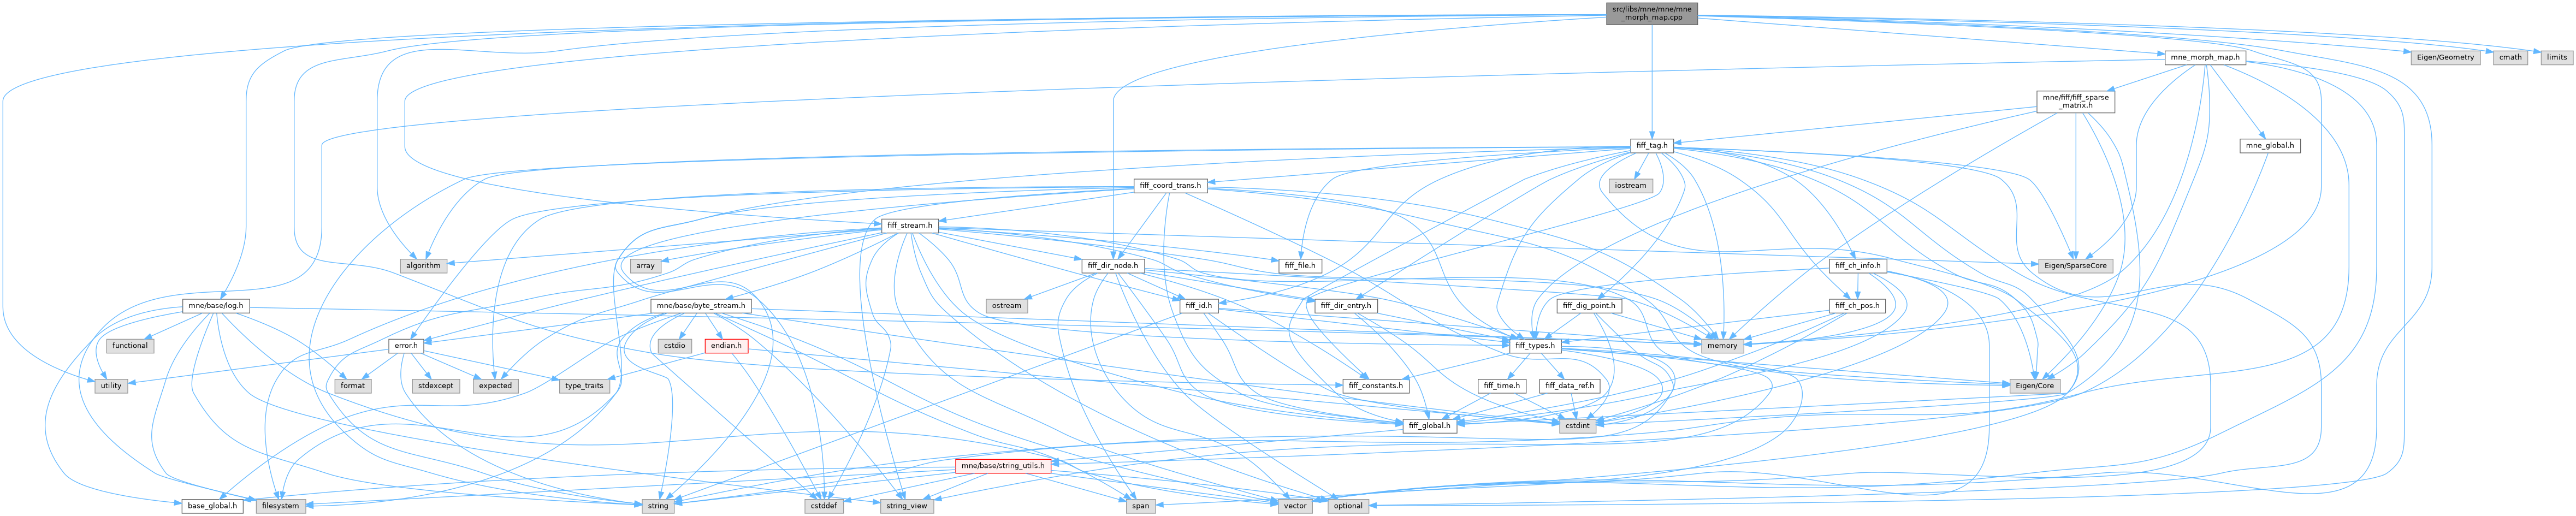 src/libs/mne/mne/mne
_morph_map.cpp
mne_morph_map.h
Eigen/Geometry
cmath
limits
mne/fiff/fiff_sparse
_matrix.h
fiff_tag.h
mne_global.h
fiff_coord_trans.h
iostream
fiff_stream.h
algorithm
array
fiff_dir_node.h
fiff_file.h
fiff_ch_info.h
Eigen/SparseCore
mne/base/log.h
mne/base/byte_stream.h
ostream
fiff_id.h
fiff_dir_entry.h
fiff_dig_point.h
fiff_ch_pos.h
functional
error.h
cstdio
endian.h
fiff_types.h
memory
utility
format
stdexcept
expected
type_traits
fiff_constants.h
fiff_time.h
fiff_data_ref.h
Eigen/Core
fiff_global.h
cstdint
mne/base/string_utils.h
base_global.h
filesystem
string
cstddef
string_view
span
vector
optional